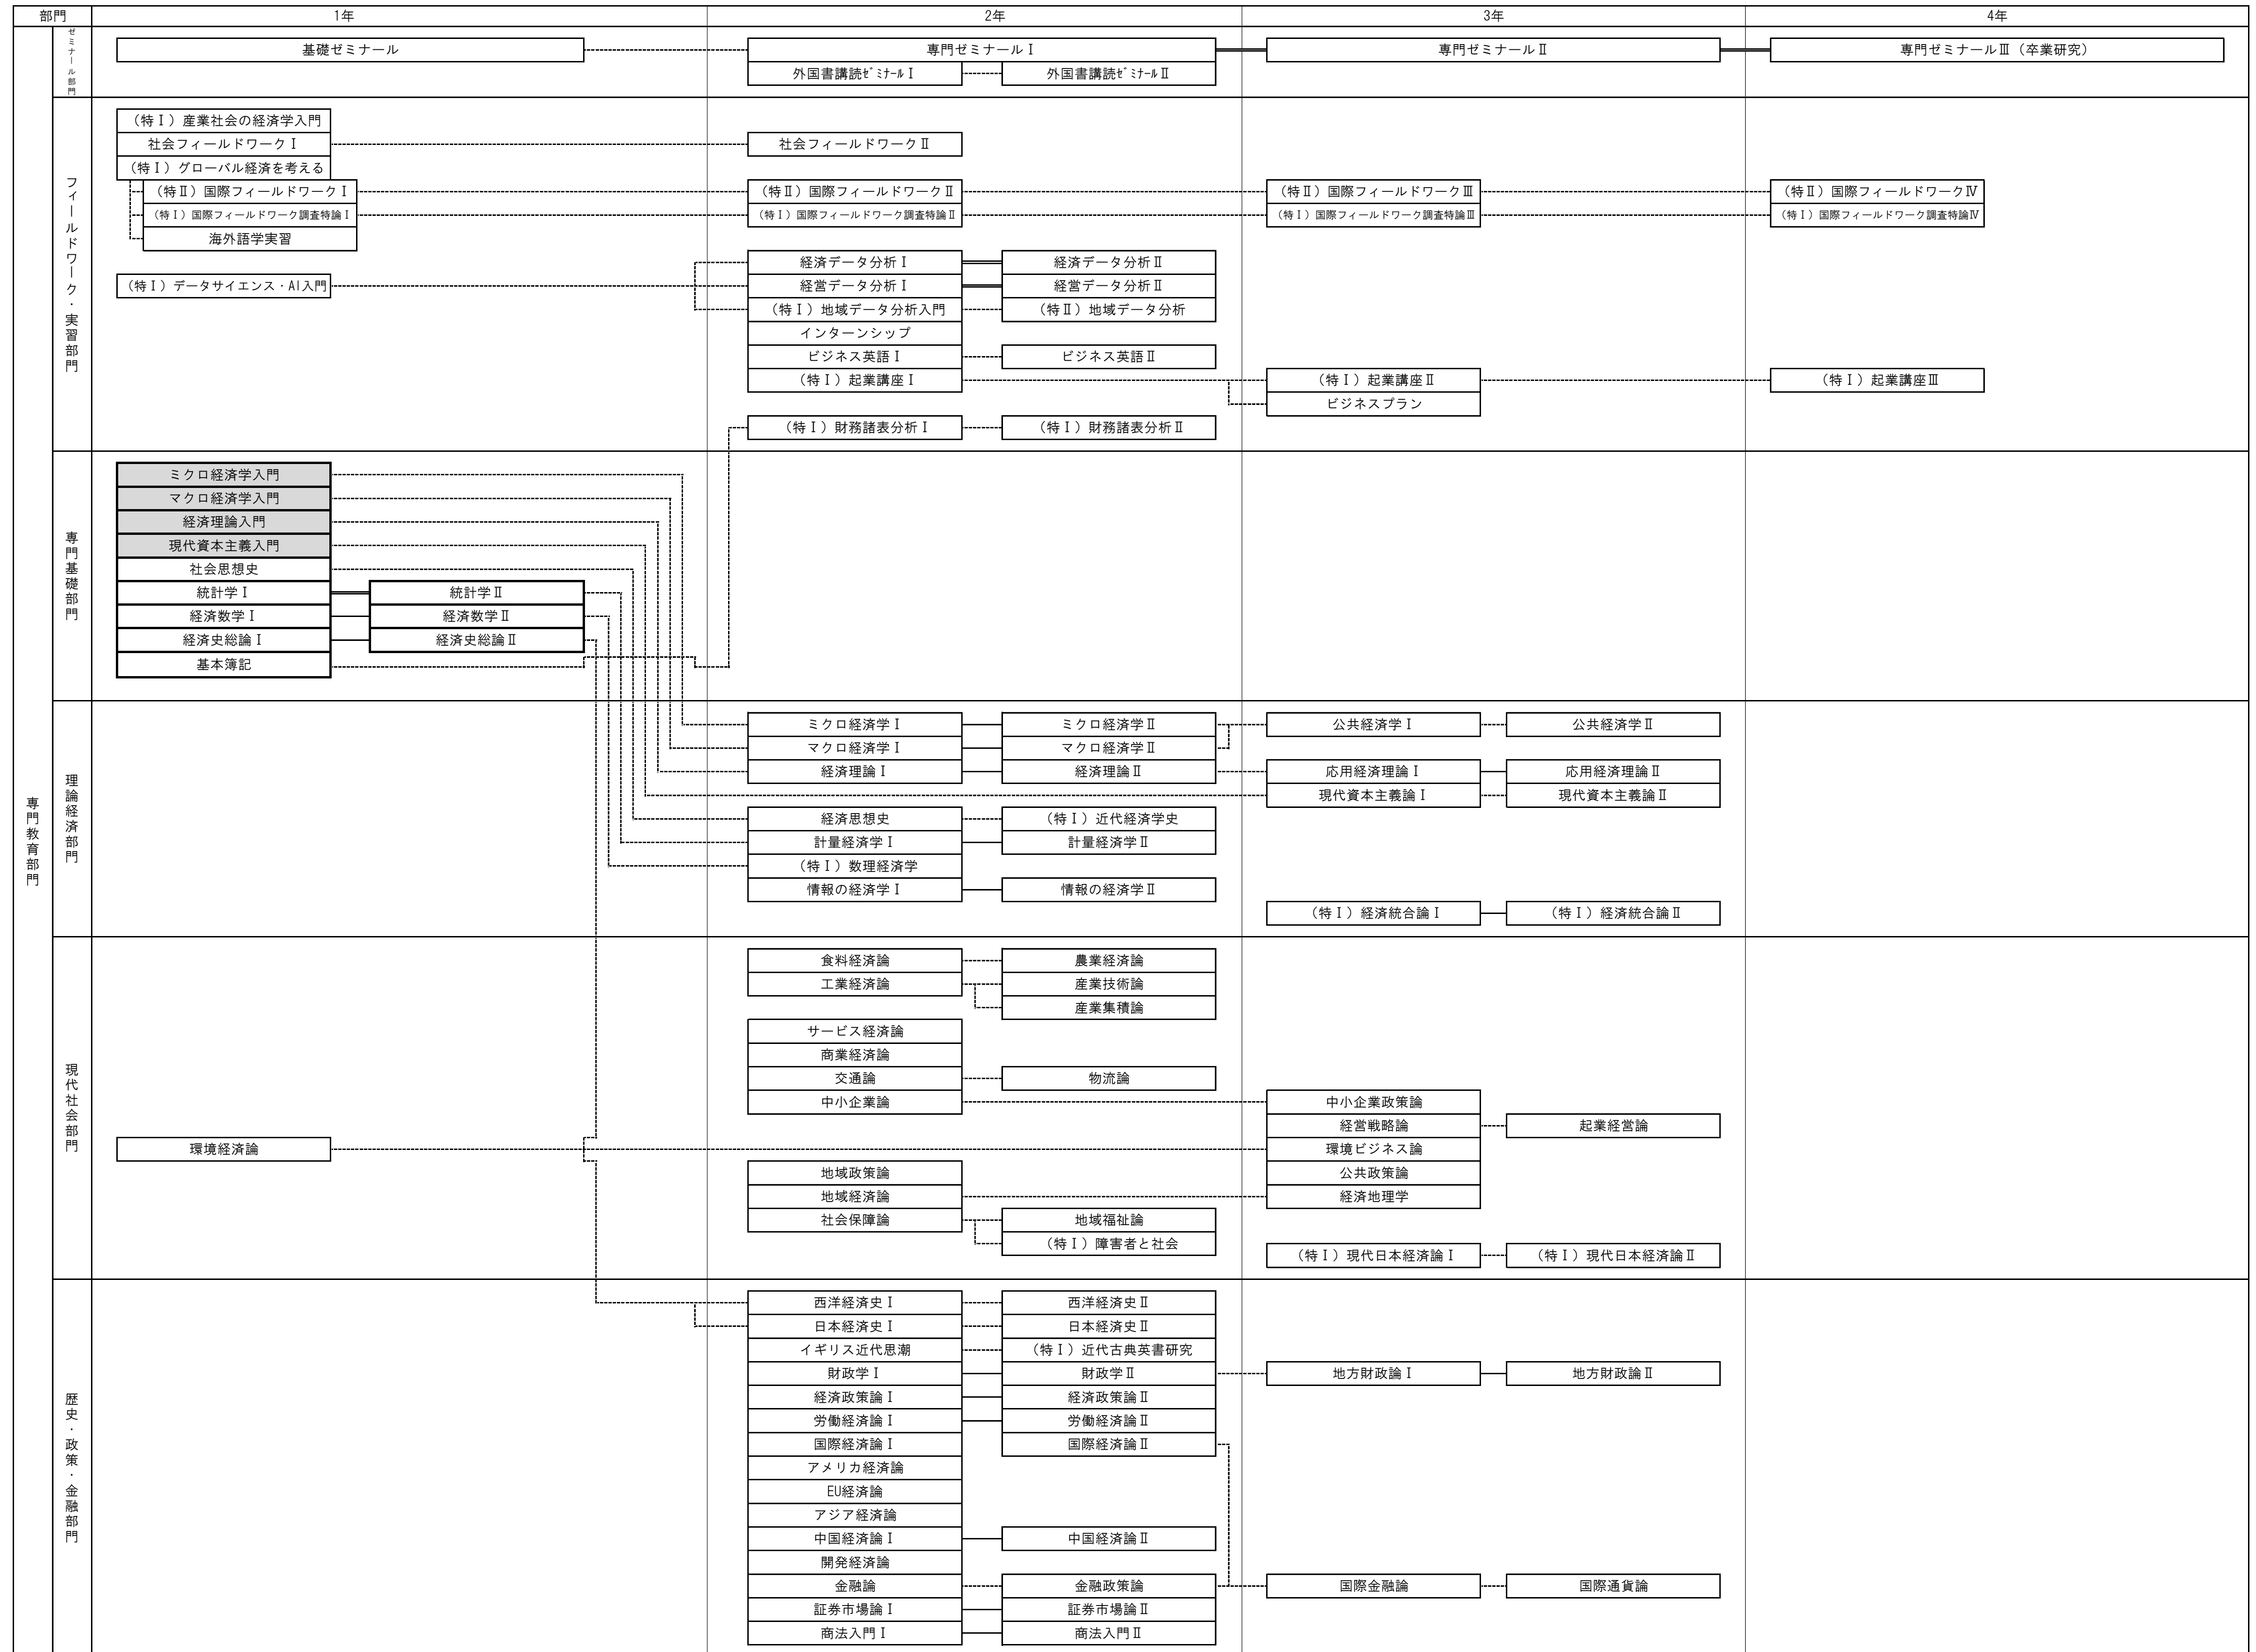 部門 1年 2年 3年 4年
専門教育部門
ゼミナール部門
基礎ゼミナール 専門ゼミナールⅠ 専門ゼミナールⅡ 専門ゼミナールⅢ（卒業研究）
外国書講読ｾﾞﾐﾅｰﾙⅠ 外国書講読ｾﾞﾐﾅｰﾙⅡ
フィールドワーク・実習部門
（特Ⅰ）産業社会の経済学入門
社会フィールドワークⅠ 社会フィールドワークⅡ
（特Ⅰ）グローバル経済を考える
（特Ⅱ）国際フィールドワークⅠ （特Ⅱ）国際フィールドワークⅡ （特Ⅱ）国際フィールドワークⅢ （特Ⅱ）国際フィールドワークⅣ
（特Ⅰ）国際フィールドワーク調査特論Ⅰ （特Ⅰ）国際フィールドワーク調査特論Ⅱ （特Ⅰ）国際フィールドワーク調査特論Ⅲ （特Ⅰ）国際フィールドワーク調査特論Ⅳ
海外語学実習
経済データ分析Ⅰ 経済データ分析Ⅱ
（特Ⅰ）データサイエンス・AI入門 経営データ分析Ⅰ 経営データ分析Ⅱ
（特Ⅰ）地域データ分析入門 （特Ⅱ）地域データ分析
インターンシップ
ビジネス英語Ⅰ ビジネス英語Ⅱ
（特Ⅰ）起業講座Ⅰ （特Ⅰ）起業講座Ⅱ （特Ⅰ）起業講座Ⅲ
ビジネスプラン
（特Ⅰ）財務諸表分析Ⅰ （特Ⅰ）財務諸表分析Ⅱ
専門基礎部門
ミクロ経済学入門
マクロ経済学入門
経済理論入門
現代資本主義入門
社会思想史
統計学Ⅰ 統計学Ⅱ
経済数学Ⅰ 経済数学Ⅱ
経済史総論Ⅰ 経済史総論Ⅱ
基本簿記
理論経済部門
ミクロ経済学Ⅰ ミクロ経済学Ⅱ 公共経済学Ⅰ 公共経済学Ⅱ
マクロ経済学Ⅰ マクロ経済学Ⅱ
経済理論Ⅰ 経済理論Ⅱ 応用経済理論Ⅰ 応用経済理論Ⅱ
現代資本主義論Ⅰ 現代資本主義論Ⅱ
経済思想史 （特Ⅰ）近代経済学史
計量経済学Ⅰ 計量経済学Ⅱ
（特Ⅰ）数理経済学
情報の経済学Ⅰ 情報の経済学Ⅱ
（特Ⅰ）経済統合論Ⅰ （特Ⅰ）経済統合論Ⅱ
現代社会部門
食料経済論 農業経済論
工業経済論 産業技術論
産業集積論
サービス経済論
商業経済論
交通論 物流論
中小企業論 中小企業政策論
経営戦略論 起業経営論
環境経済論 環境ビジネス論
地域政策論 公共政策論
地域経済論 経済地理学
社会保障論 地域福祉論
（特Ⅰ）障害者と社会
（特Ⅰ）現代日本経済論Ⅰ （特Ⅰ）現代日本経済論Ⅱ
歴史・政策・金融部門
西洋経済史Ⅰ 西洋経済史Ⅱ
日本経済史Ⅰ 日本経済史Ⅱ
イギリス近代思潮 （特Ⅰ）近代古典英書研究
財政学Ⅰ 財政学Ⅱ 地方財政論Ⅰ 地方財政論Ⅱ
経済政策論Ⅰ 経済政策論Ⅱ
労働経済論Ⅰ 労働経済論Ⅱ
国際経済論Ⅰ 国際経済論Ⅱ
アメリカ経済論
EU経済論
アジア経済論
中国経済論Ⅰ 中国経済論Ⅱ
開発経済論
金融論 金融政策論 国際金融論 国際通貨論
証券市場論Ⅰ 証券市場論Ⅱ
商法入門Ⅰ 商法入門Ⅱ